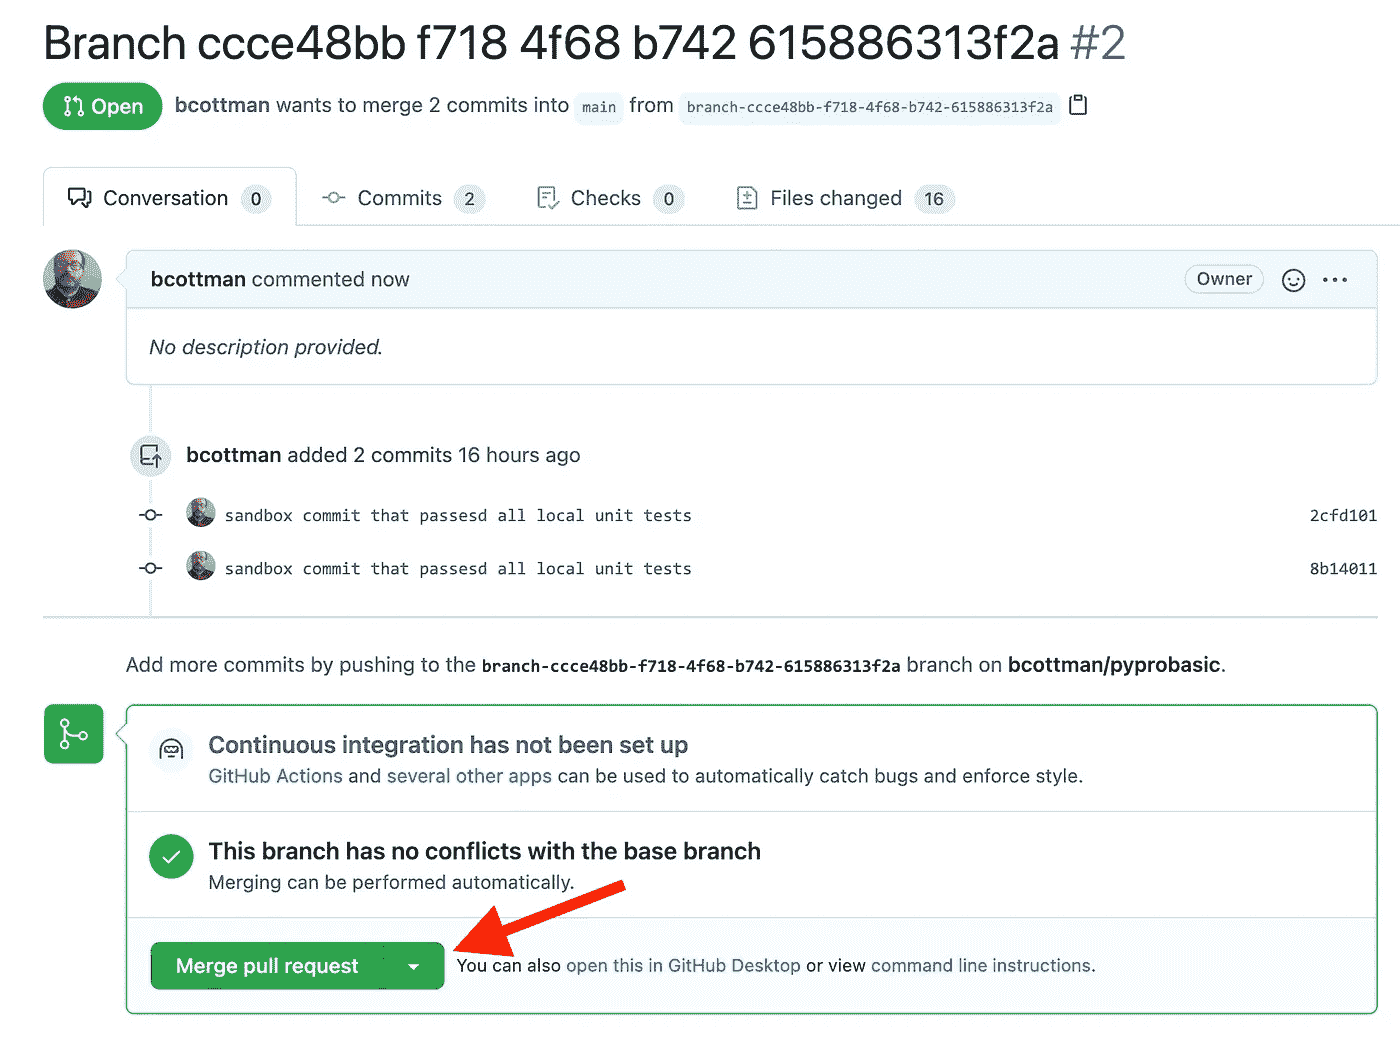 Branch ccce48bb f718 4f68 b742 615886313f2a #2
Open bcottman wants to merge 2 commits into main from branch-ccce48bb-f718-4f68-b742-615886313f2a
Conversation 0 Commits 2 Checks 0 Files changed 16
bcottman commented now Owner
No description provided.
bcottman added 2 commits 16 hours ago
sandbox commit that passesd all local unit tests 2cfd101
sandbox commit that passesd all local unit tests 8b14011
Add more commits by pushing to the branch-ccce48bb-f718-4f68-b742-615886313f2a branch on bcottman/pyprobasic.
Continuous integration has not been set up
GitHub Actions and several other apps can be used to automatically catch bugs and enforce style.
This branch has no conflicts with the base branch
Merging can be performed automatically.
Merge pull request You can also open this in GitHub Desktop or view command line instructions.